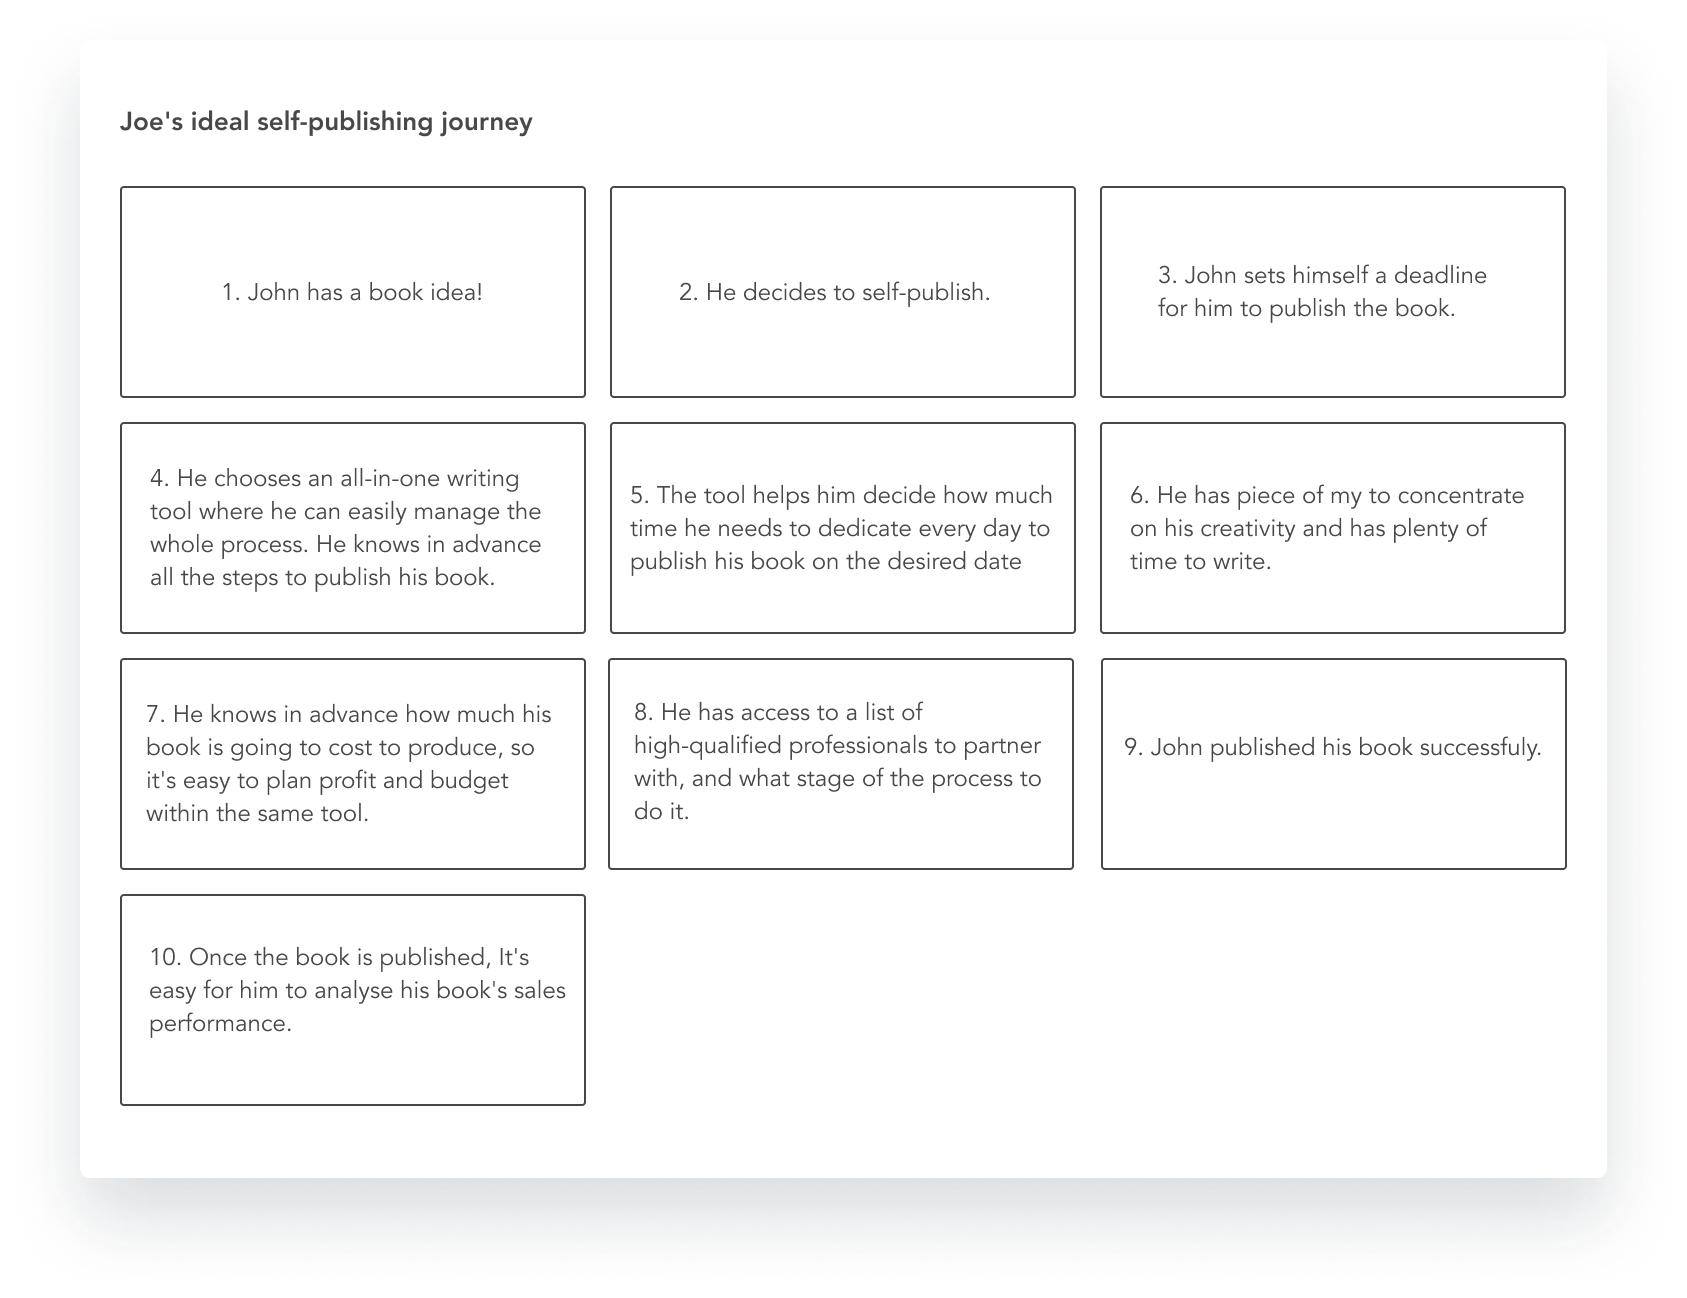 Joe's ideal self-publishing journey
1. John has a book idea!
2. He decides to self-publish.
3. John sets himself a deadline
for him to publish the book.
4. He chooses an all-in-one writing
tool where he can easily manage the
whole process. He knows in advance
all the steps to publish his book.
5. The tool helps him decide how much
time he needs to dedicate every day to
publish his book on the desired date
6. He has piece of my to concentrate
on his creativity and has plenty of
time to write.
7. He knows in advance how much his
book is going to cost to produce, so
it's easy to plan profit and budget
within the same tool.
8. He has access to a list of
high-qualified professionals to partner
with, and what stage of the process to
do it.
9. John published his book successfuly.
10. Once the book is published, It's
easy for him to analyse his book's sales
performance.